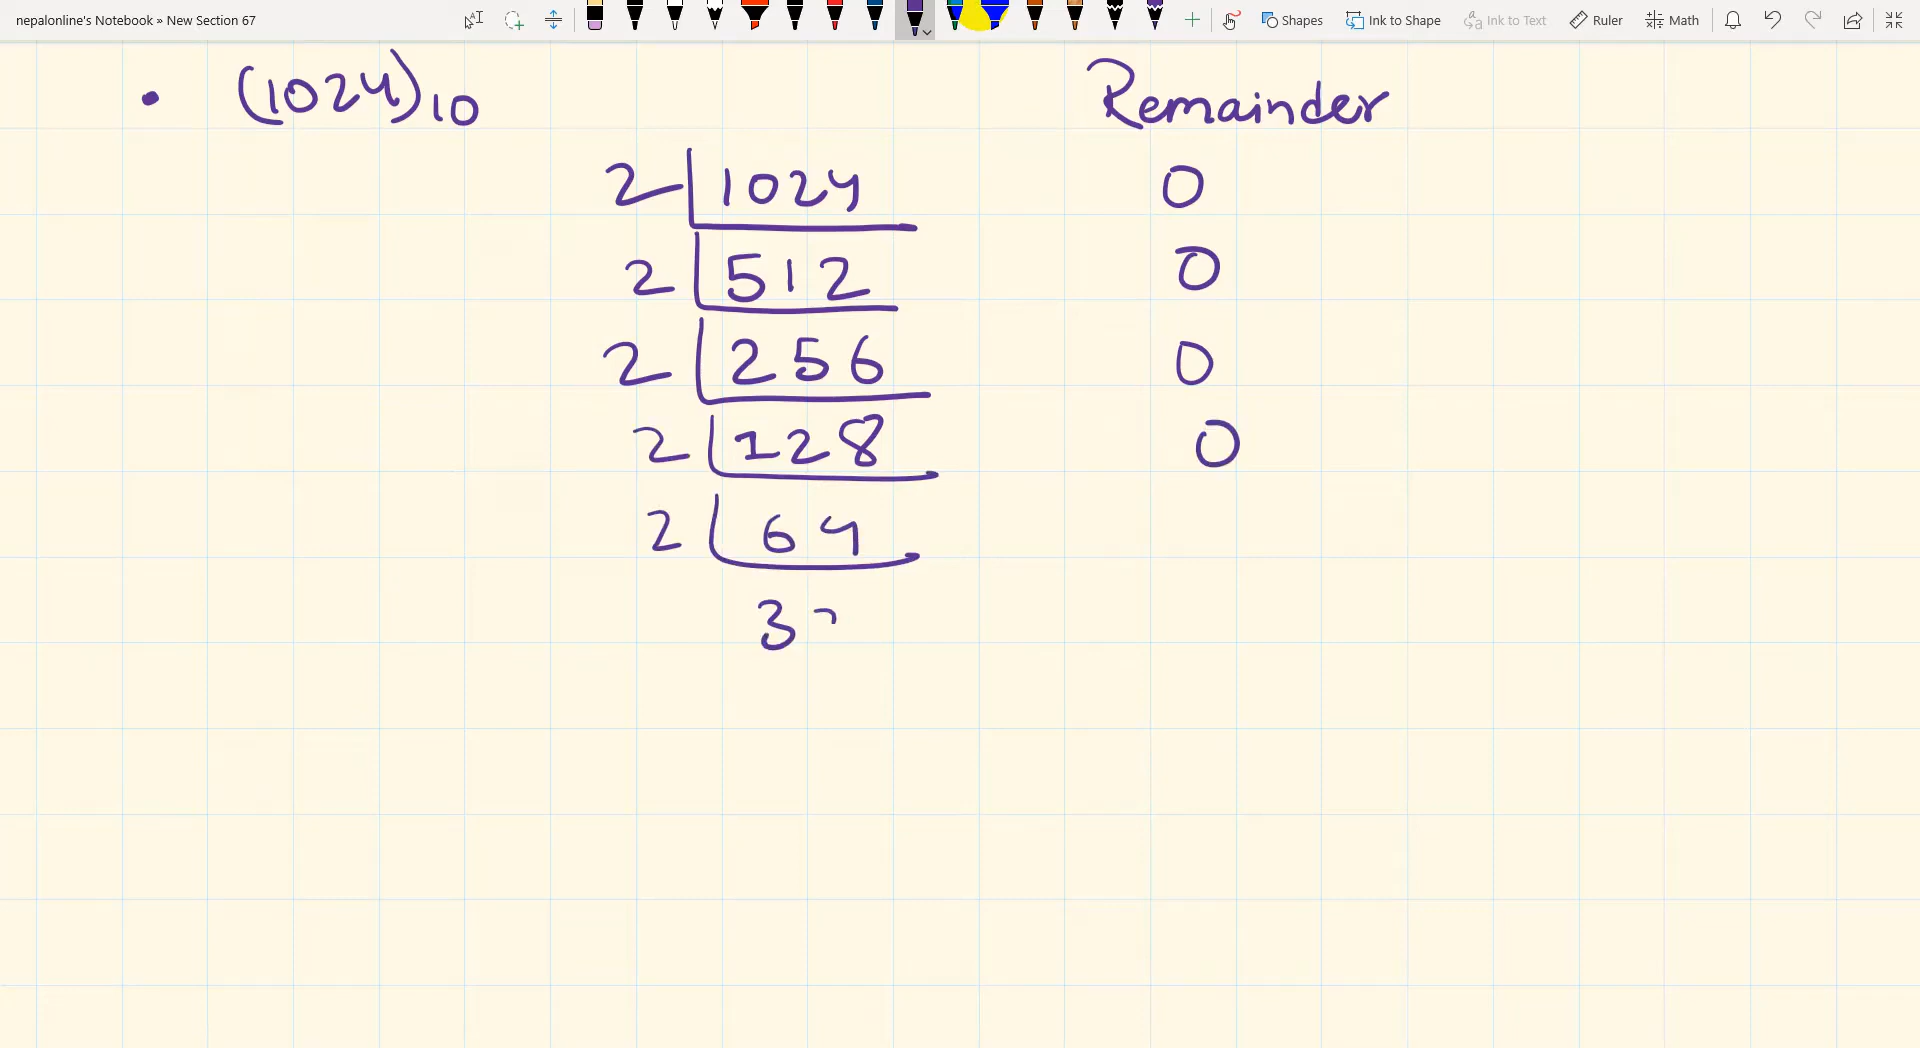 nepalonline's Notebook » New Section 67
Shapes Ink to Shape Ink to Text Ruler Math
• (1024)10 Remainder
2 1024 0
2 512 0
2 256 0
2 128 0
2 64
3